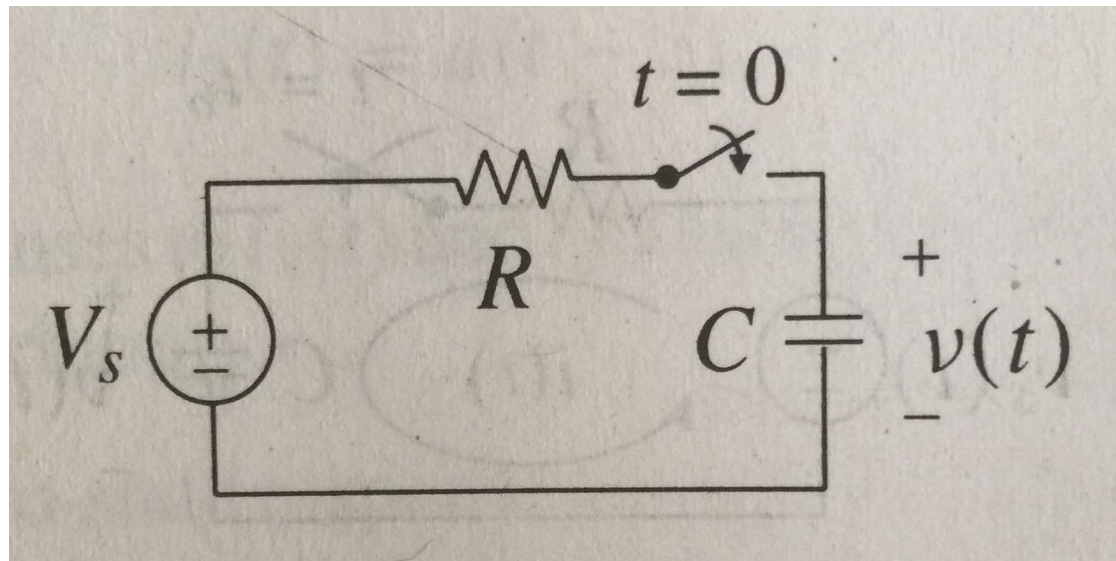 t = 0
R
+
V_s
+
−
C
v(t)
−